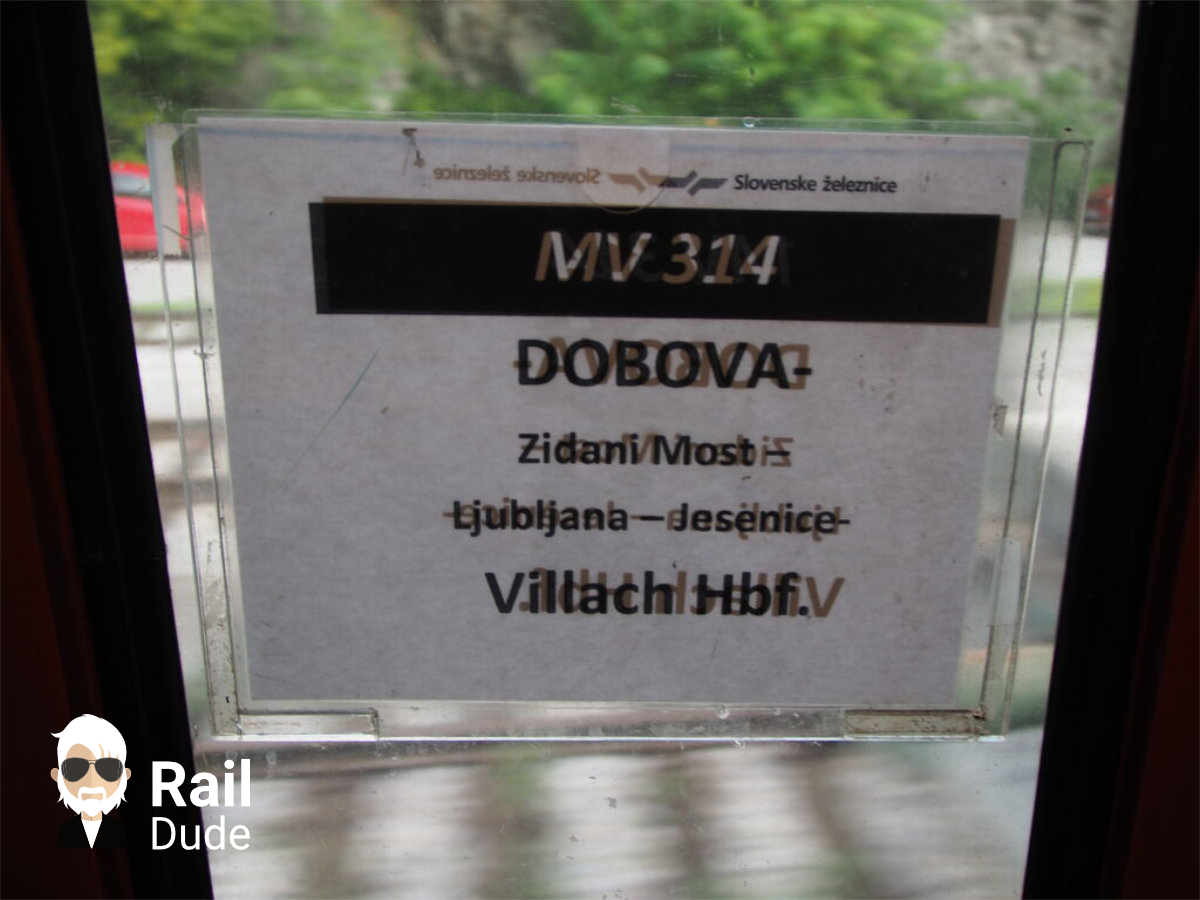 Slovenske železnice
MV 314
DOBOVA-
Zidani Most –
Ljubljana – Jesenice-
Villach Hbf.
Rail
Dude